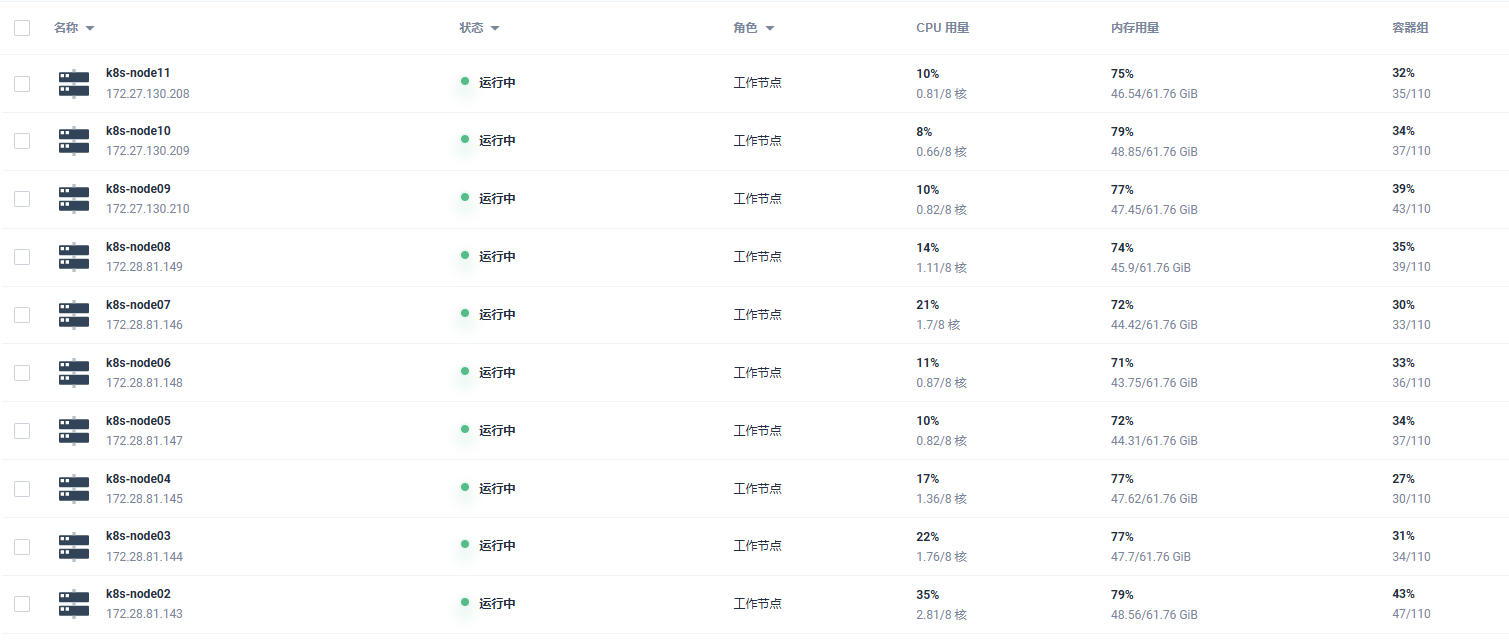 名称 状态 角色 CPU 用量 内存用量 容器组
k8s-node11 运行中 工作节点 10% 75% 32%
172.27.130.208 0.81/8 核 46.54/61.76 GiB 35/110
k8s-node10 运行中 工作节点 8% 79% 34%
172.27.130.209 0.66/8 核 48.85/61.76 GiB 37/110
k8s-node09 运行中 工作节点 10% 77% 39%
172.27.130.210 0.82/8 核 47.45/61.76 GiB 43/110
k8s-node08 运行中 工作节点 14% 74% 35%
172.28.81.149 1.11/8 核 45.9/61.76 GiB 39/110
k8s-node07 运行中 工作节点 21% 72% 30%
172.28.81.146 1.7/8 核 44.42/61.76 GiB 33/110
k8s-node06 运行中 工作节点 11% 71% 33%
172.28.81.148 0.87/8 核 43.75/61.76 GiB 36/110
k8s-node05 运行中 工作节点 10% 72% 34%
172.28.81.147 0.82/8 核 44.31/61.76 GiB 37/110
k8s-node04 运行中 工作节点 17% 77% 27%
172.28.81.145 1.36/8 核 47.62/61.76 GiB 30/110
k8s-node03 运行中 工作节点 22% 77% 31%
172.28.81.144 1.76/8 核 47.7/61.76 GiB 34/110
k8s-node02 运行中 工作节点 35% 79% 43%
172.28.81.143 2.81/8 核 48.56/61.76 GiB 47/110